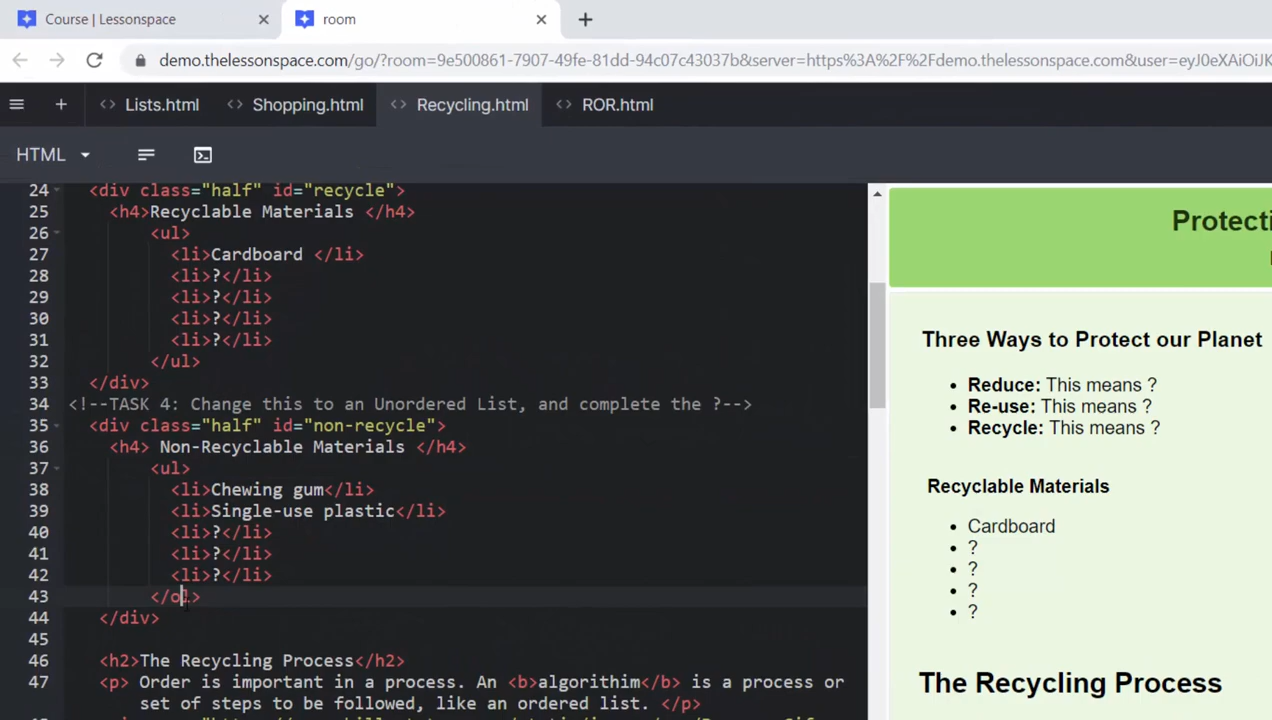 Course | Lessonspace
room
demo.thelessonspace.com/go/?room=9e500861-7907-49fe-81dd-94c07c43037b&server=https%3A%2F%2Fdemo.thelessonspace.com&user=eyJ0eXAiOiJK
Lists.html
Shopping.html
Recycling.html
ROR.html
HTML
24 <div class="half" id="recycle">
25 <h4>Recyclable Materials </h4>
26 <ul>
27 <li>Cardboard </li>
28 <li>?</li>
29 <li>?</li>
30 <li>?</li>
31 <li>?</li>
32 </ul>
33 </div>
34 <!--TASK 4: Change this to an Unordered List, and complete the ?-->
35 <div class="half" id="non-recycle">
36 <h4> Non-Recyclable Materials </h4>
37 <ul>
38 <li>Chewing gum</li>
39 <li>Single-use plastic</li>
40 <li>?</li>
41 <li>?</li>
42 <li>?</li>
43 </ol>
44 </div>
45
46 <h2>The Recycling Process</h2>
47 <p> Order is important in a process. An <b>algorithim</b> is a process or
set of steps to be followed, like an ordered list. </p>
Protecti
Three Ways to Protect our Planet
• Reduce: This means ?
• Re-use: This means ?
• Recycle: This means ?
Recyclable Materials
• Cardboard
• ?
• ?
• ?
• ?
The Recycling Process